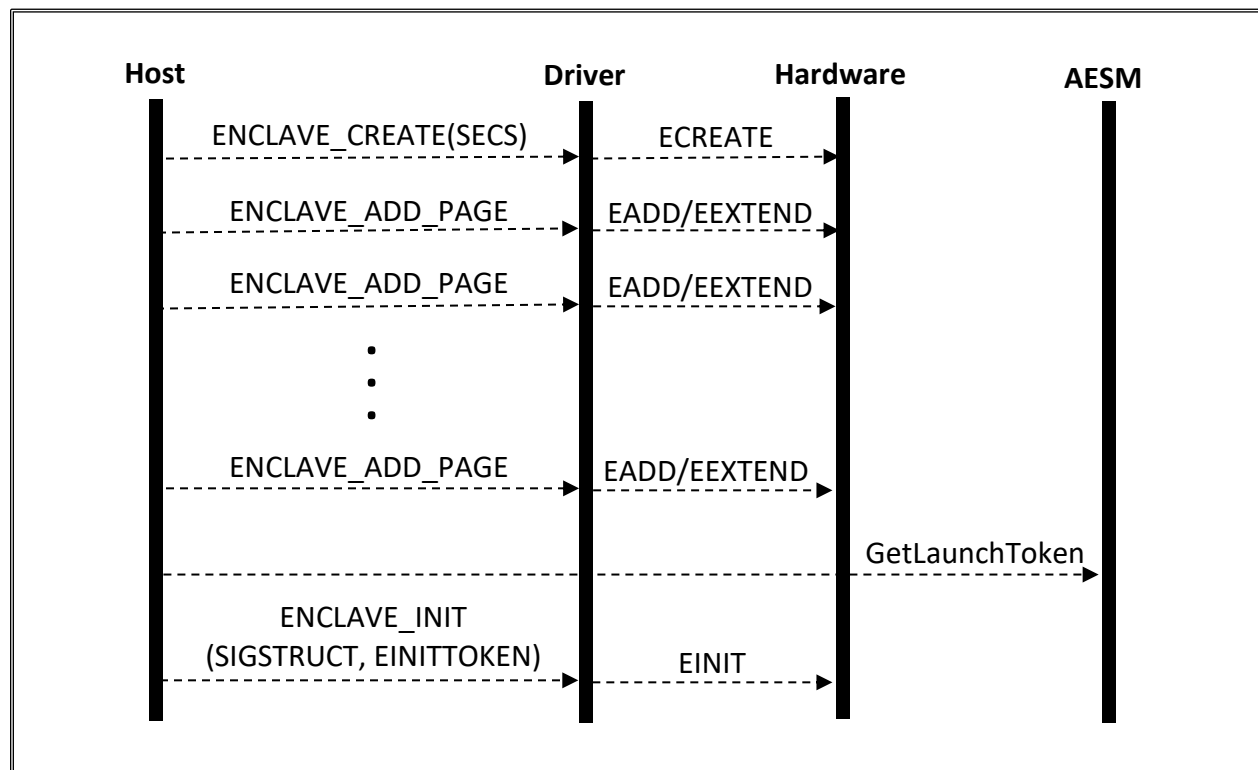 Host
Driver
Hardware
AESM
ENCLAVE_CREATE(SECS)
ECREATE
ENCLAVE_ADD_PAGE
EADD/EEXTEND
ENCLAVE_ADD_PAGE
EADD/EEXTEND
ENCLAVE_ADD_PAGE
EADD/EEXTEND
GetLaunchToken
ENCLAVE_INIT
(SIGSTRUCT, EINITTOKEN)
EINIT